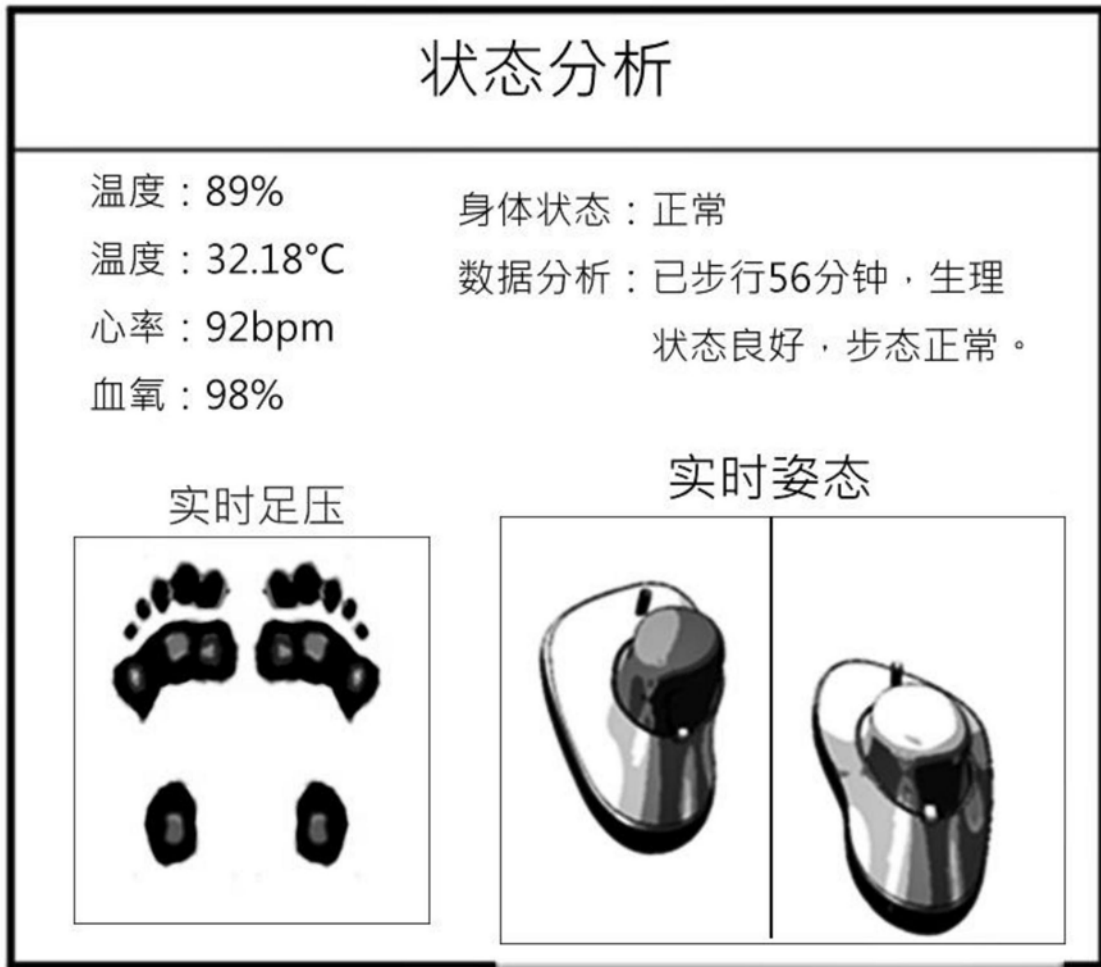 状态分析
温度：89%
温度：32.18°C
心率：92bpm
血氧：98%
身体状态：正常
数据分析：已步行56分钟，生理
状态良好，步态正常。
实时足压
实时姿态